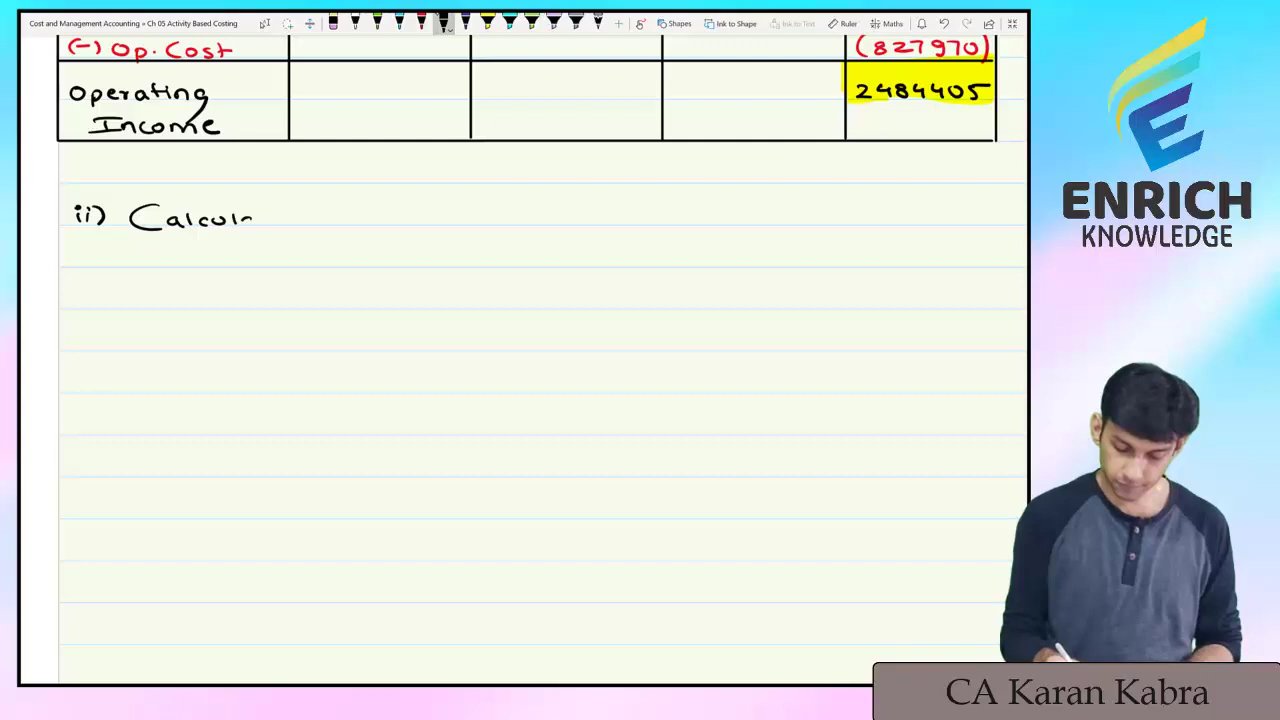 Cost and Management Accounting » Ch 05 Activity Based Costing
Shapes
Ink to Shape
Ink to Text
Ruler
Maths
(-) Op. Cost (827970)
Operating 2484405
Income
ii) Calcul
ENRICH
KNOWLEDGE
CA Karan Kabra